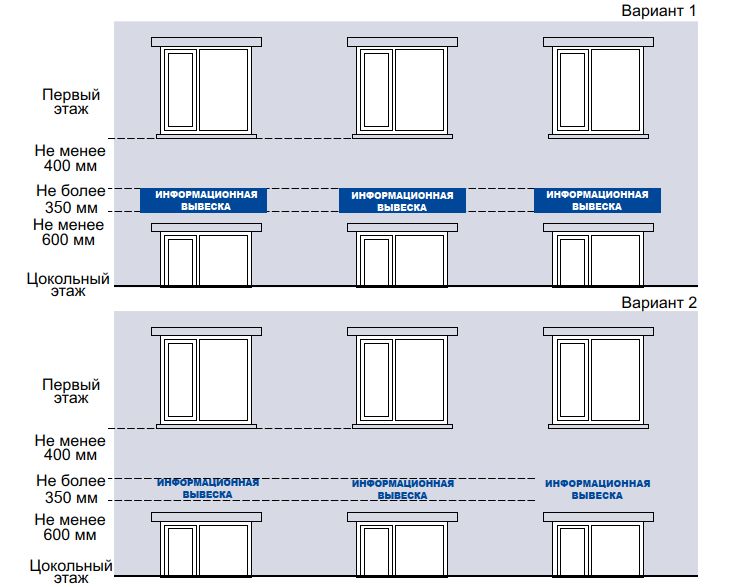 Вариант 1
Первый
этаж
Не менее
400 мм
Не более
350 мм
ИНФОРМАЦИОННАЯ
ВЫВЕСКА
ИНФОРМАЦИОННАЯ
ВЫВЕСКА
ИНФОРМАЦИОННАЯ
ВЫВЕСКА
Не менее
600 мм
Цокольный
этаж
Вариант 2
Первый
этаж
Не менее
400 мм
Не более
350 мм
ИНФОРМАЦИОННАЯ
ВЫВЕСКА
ИНФОРМАЦИОННАЯ
ВЫВЕСКА
ИНФОРМАЦИОННАЯ
ВЫВЕСКА
Не менее
600 мм
Цокольный
этаж